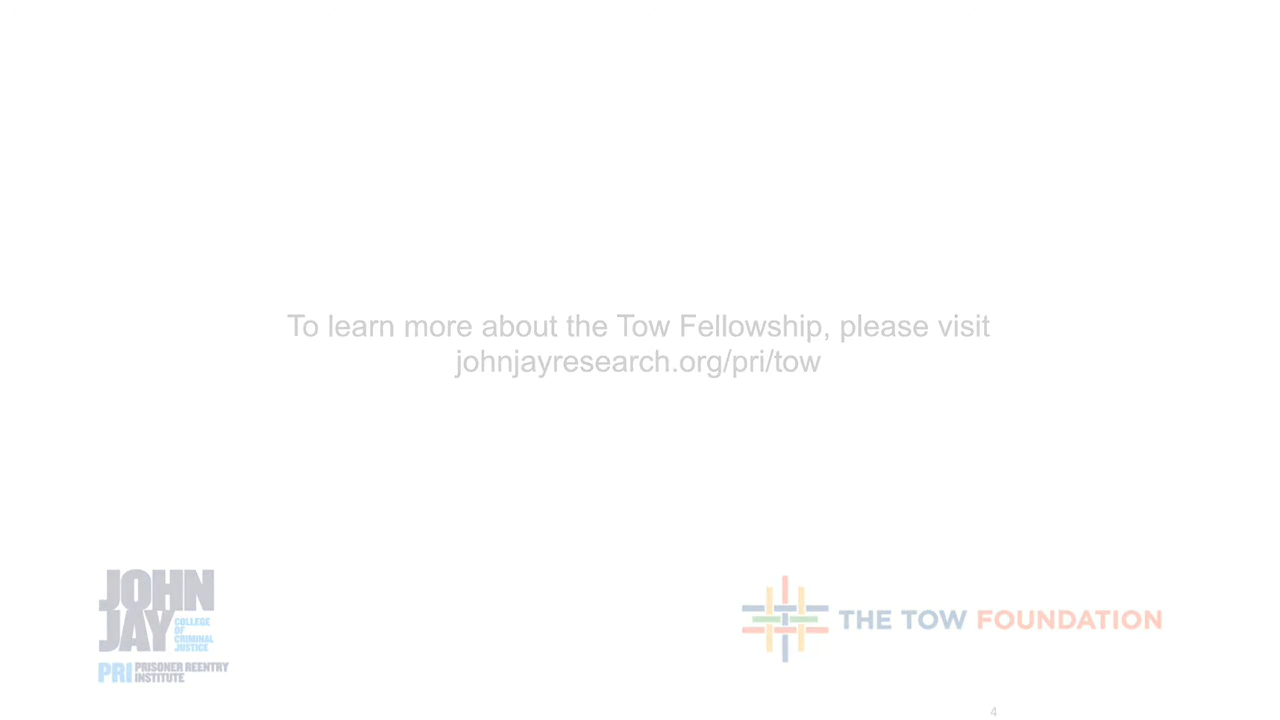 To learn more about the Tow Fellowship, please visit
johnjayresearch.org/pri/tow
JOHN
JAY
COLLEGE
OF
CRIMINAL
JUSTICE
PRI
PRISONER REENTRY
INSTITUTE
THE TOW FOUNDATION
4